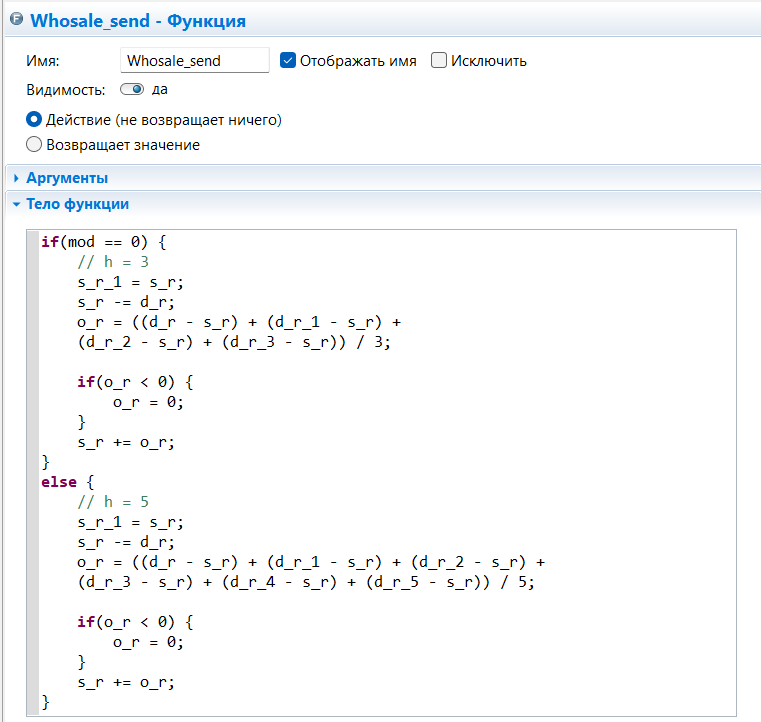 Whosale_send - Функция
Имя: Whosale_send Отображать имя Исключить
Видимость: да
Действие (не возвращает ничего)
Возвращает значение
Аргументы
Тело функции
if(mod == 0) {
    // h = 3
    s_r_1 = s_r;
    s_r -= d_r;
    o_r = ((d_r - s_r) + (d_r_1 - s_r) +
    (d_r_2 - s_r) + (d_r_3 - s_r)) / 3;

    if(o_r < 0) {
        o_r = 0;
    }
    s_r += o_r;
}
else {
    // h = 5
    s_r_1 = s_r;
    s_r -= d_r;
    o_r = ((d_r - s_r) + (d_r_1 - s_r) + (d_r_2 - s_r) +
    (d_r_3 - s_r) + (d_r_4 - s_r) + (d_r_5 - s_r)) / 5;

    if(o_r < 0) {
        o_r = 0;
    }
    s_r += o_r;
}